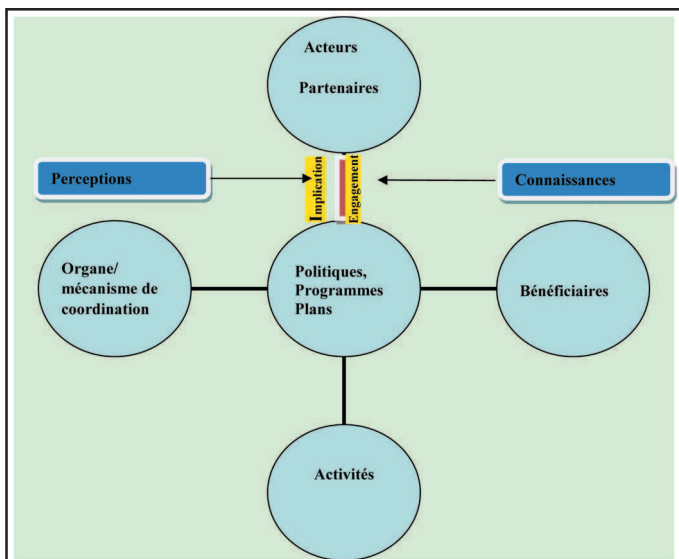 Acteurs
Partenaires
Perceptions
Implication
Engagement
Connaissances
Organe/
mécanisme de
coordination
Politiques,
Programmes
Plans
Bénéficiaires
Activités